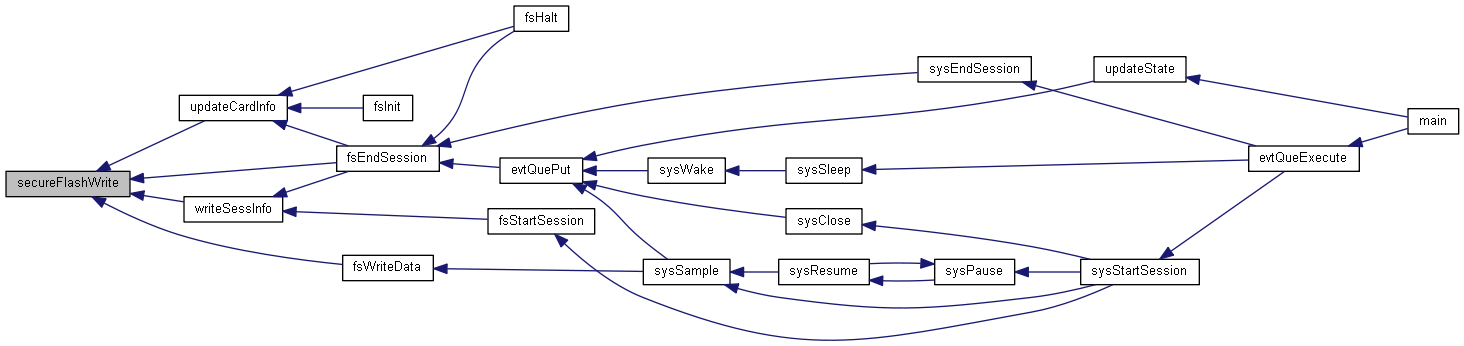 fsHalt
sysEndSession
updateState
updateCardInfo
fsInit
main
fsEndSession
evtQueExecute
evtQuePut
sysWake
sysSleep
secureFlashWrite
writeSessInfo
fsStartSession
sysClose
fsWriteData
sysSample
sysResume
sysPause
sysStartSession